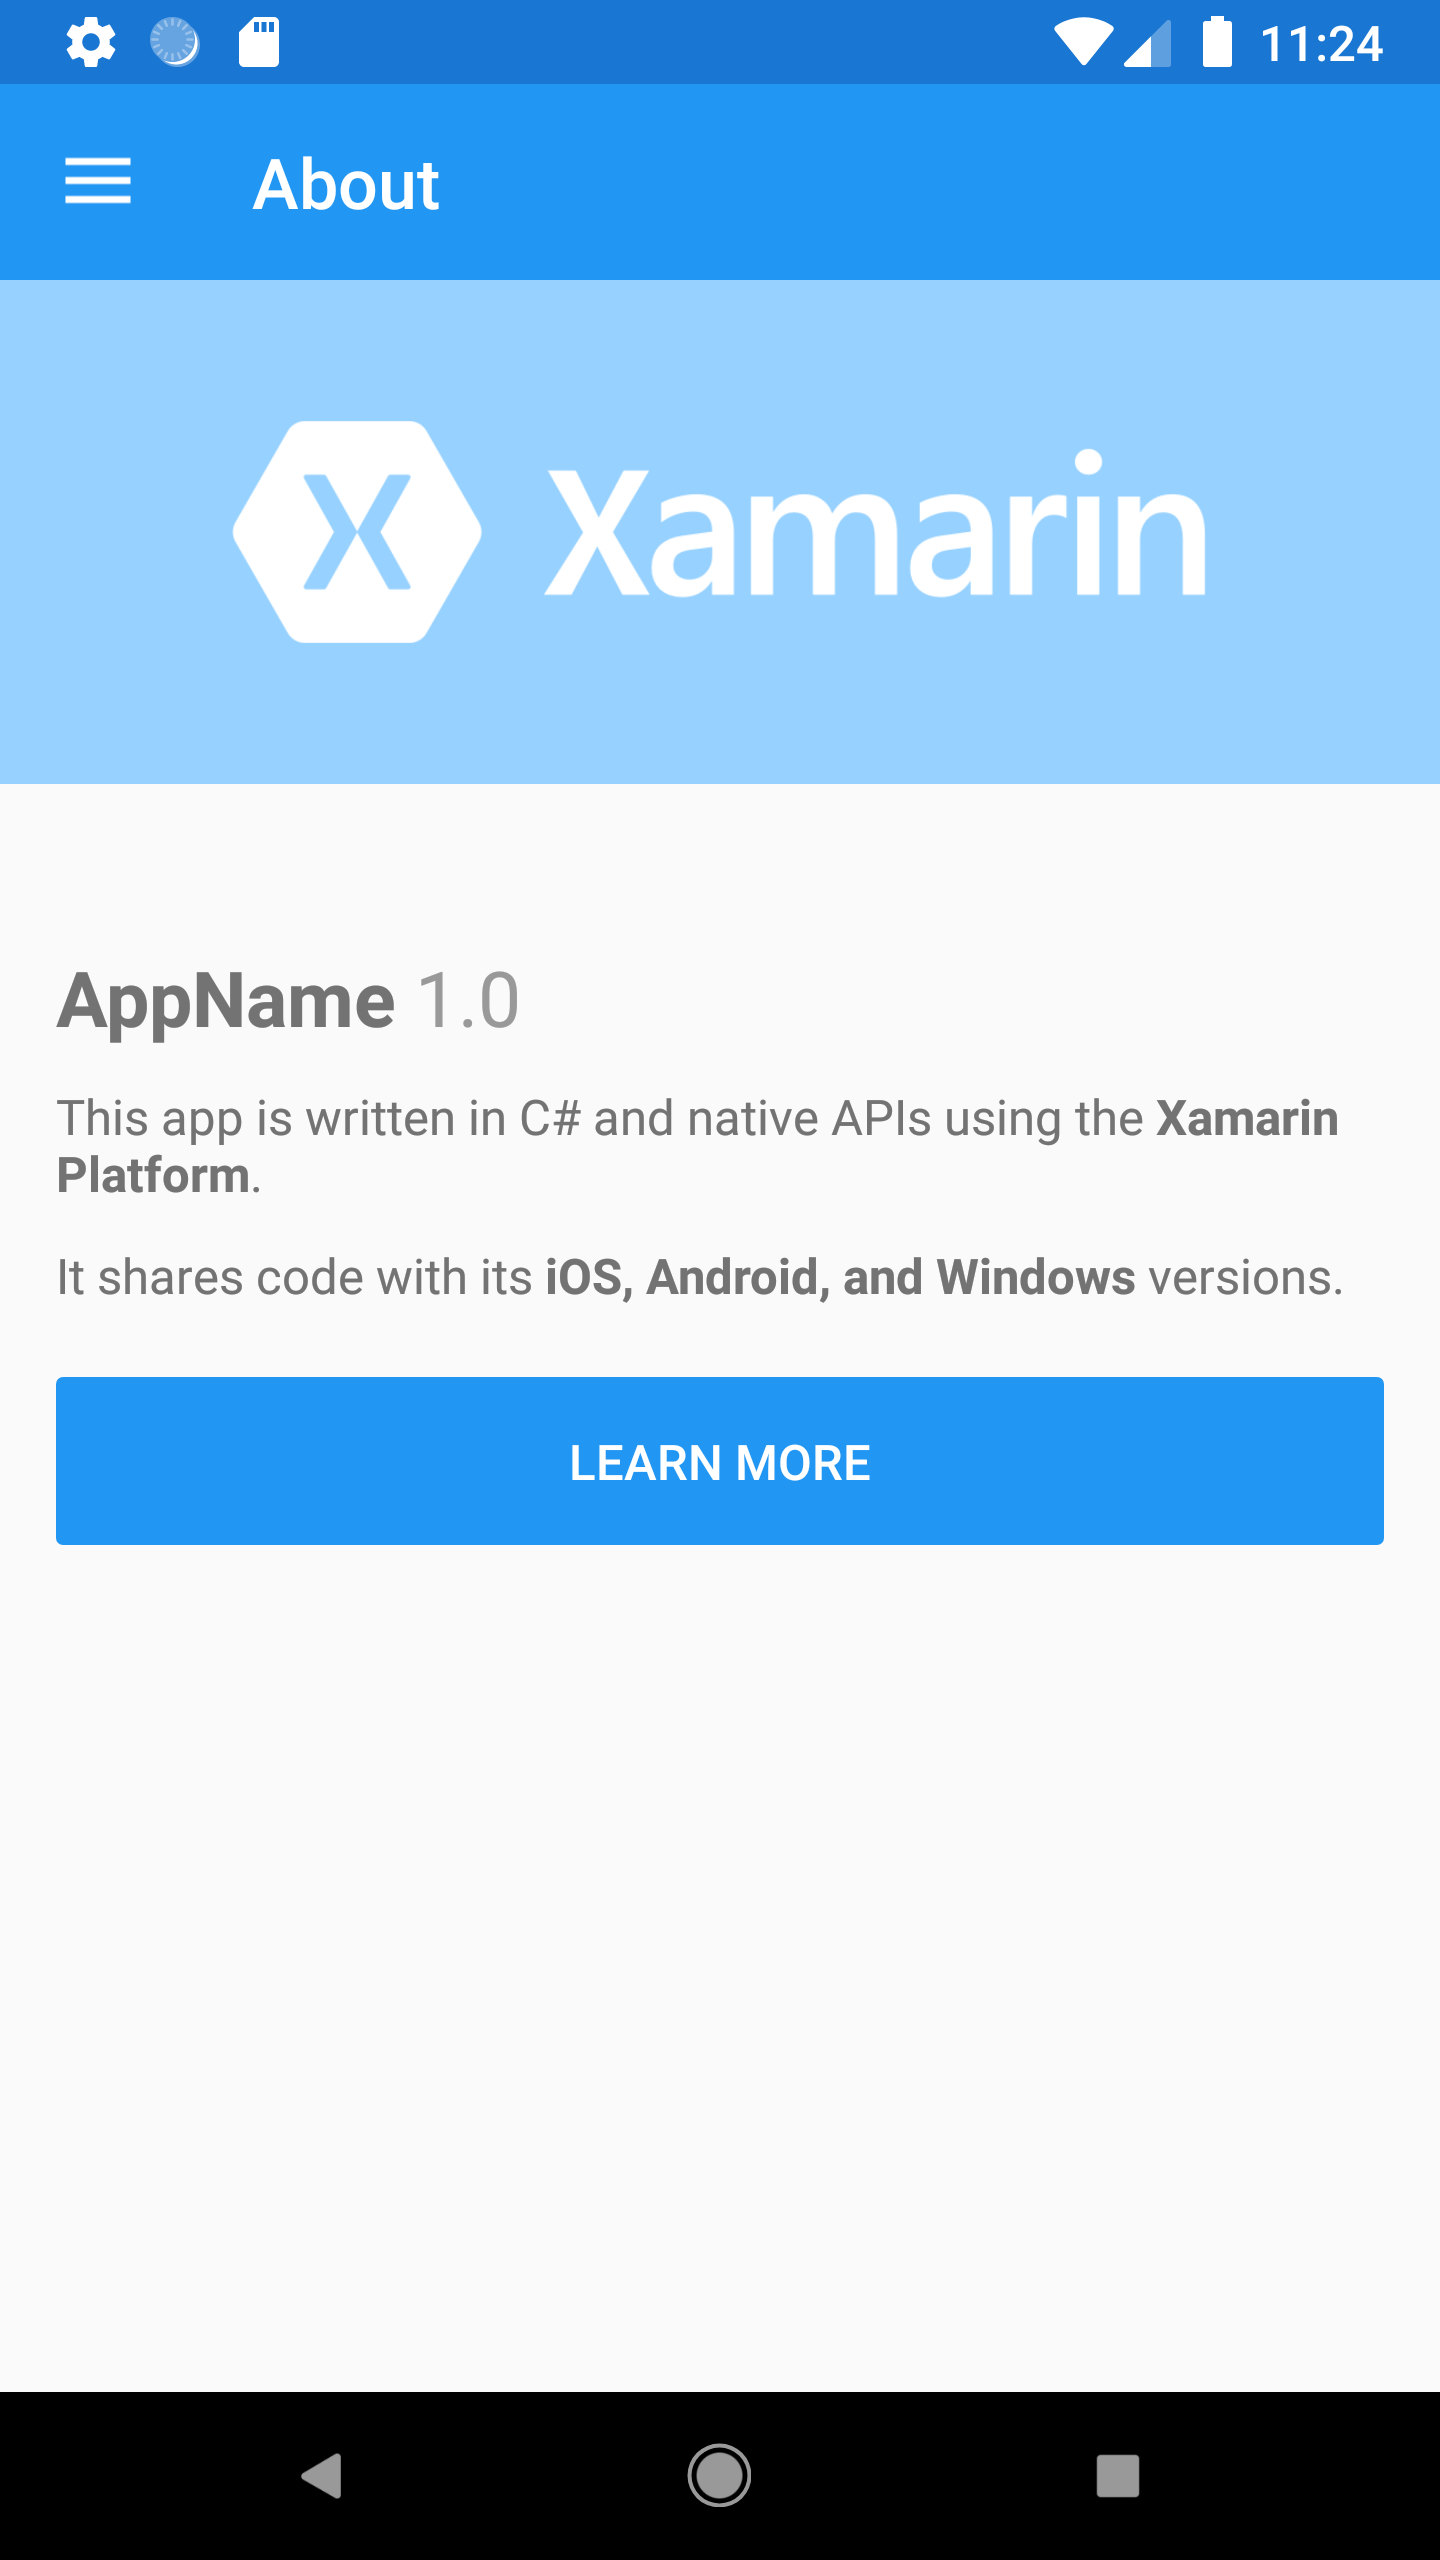 11:24
About
X Xamarin
AppName 1.0
This app is written in C# and native APIs using the Xamarin
Platform.
It shares code with its iOS, Android, and Windows versions.
LEARN MORE